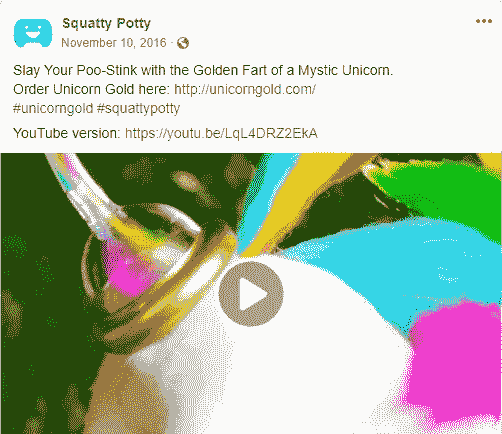 Squatty Potty
November 10, 2016 ·
Slay Your Poo-Stink with the Golden Fart of a Mystic Unicorn.
Order Unicorn Gold here: http://unicorngold.com/
#unicorngold #squattypotty
YouTube version: https://youtu.be/LqL4DRZ2EkA